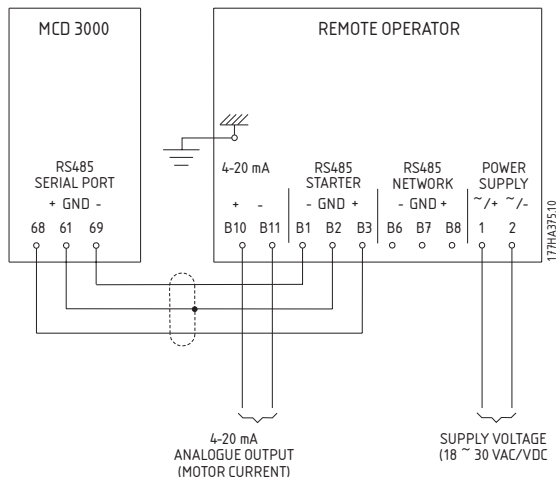 MCD 3000
REMOTE OPERATOR
RS485
SERIAL PORT
+ GND -
68 61 69
4-20 mA
+ -
B10 B11
RS485
STARTER
- GND +
B1 B2 B3
RS485
NETWORK
- GND +
B6 B7 B8
POWER
SUPPLY
~/+ ~/-
1 2
177HA375.10
4-20 mA
ANALOGUE OUTPUT
(MOTOR CURRENT)
SUPPLY VOLTAGE
(18 ~ 30 VAC/VDC